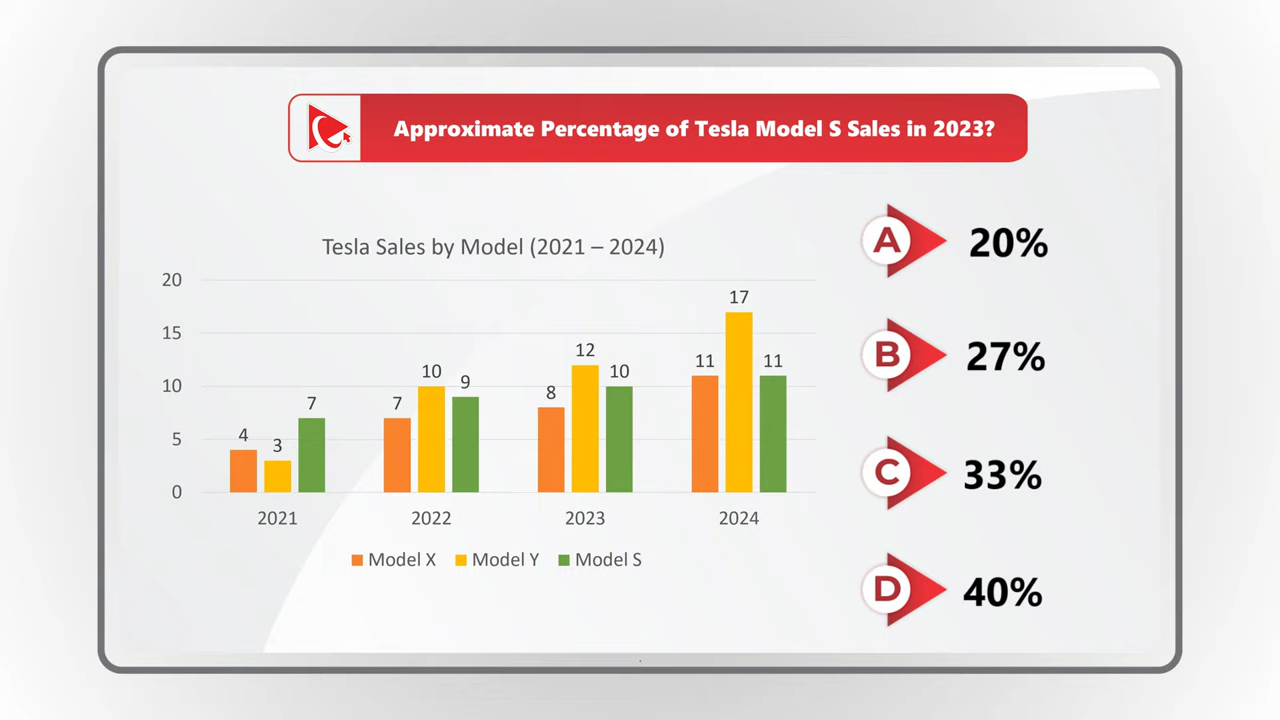 Approximate Percentage of Tesla Model S Sales in 2023?
Tesla Sales by Model (2021 – 2024)
20
15
10
5
0
4
3
7
7
10
9
8
12
10
11
17
11
2021
2022
2023
2024
Model X
Model Y
Model S
A
20%
B
27%
C
33%
D
40%